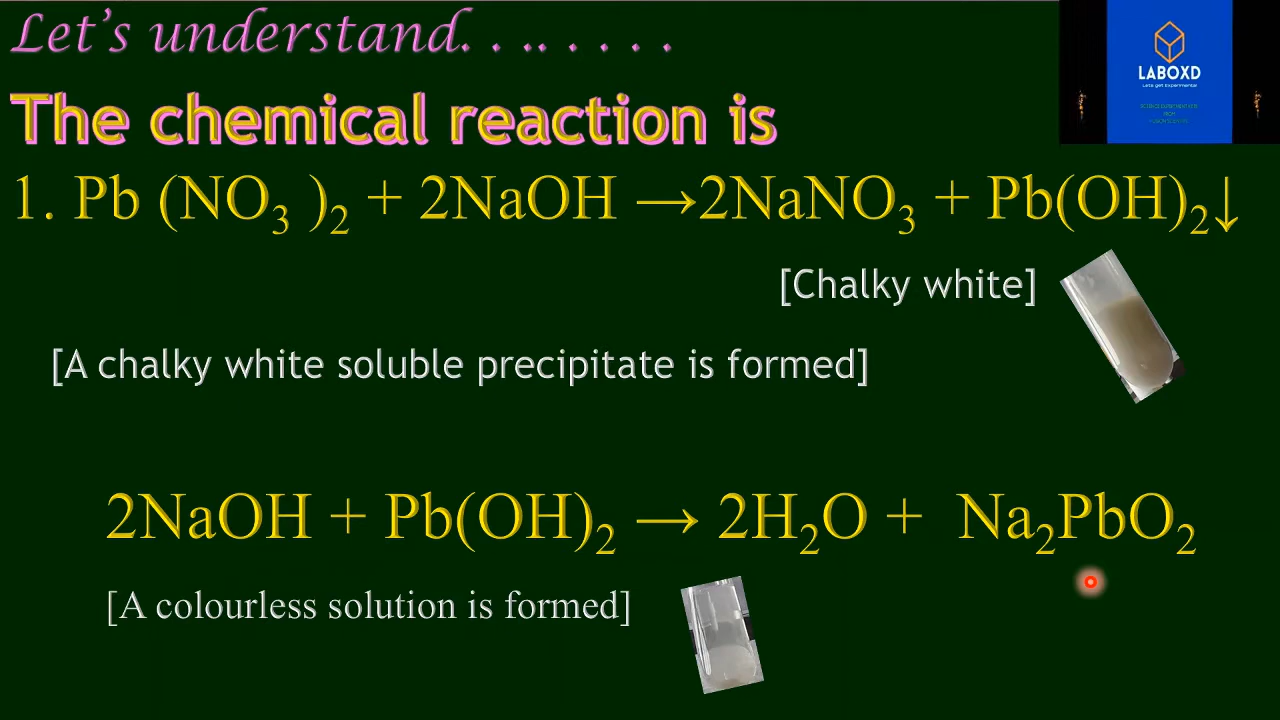 Let's understand. . .. . . . .
LABOXD
Lets get Experimental
The chemical reaction is
1. Pb (NO₃ )₂ + 2NaOH →2NaNO₃ + Pb(OH)₂↓
[Chalky white]
[A chalky white soluble precipitate is formed]
2NaOH + Pb(OH)₂ → 2H₂O + Na₂PbO₂
[A colourless solution is formed]